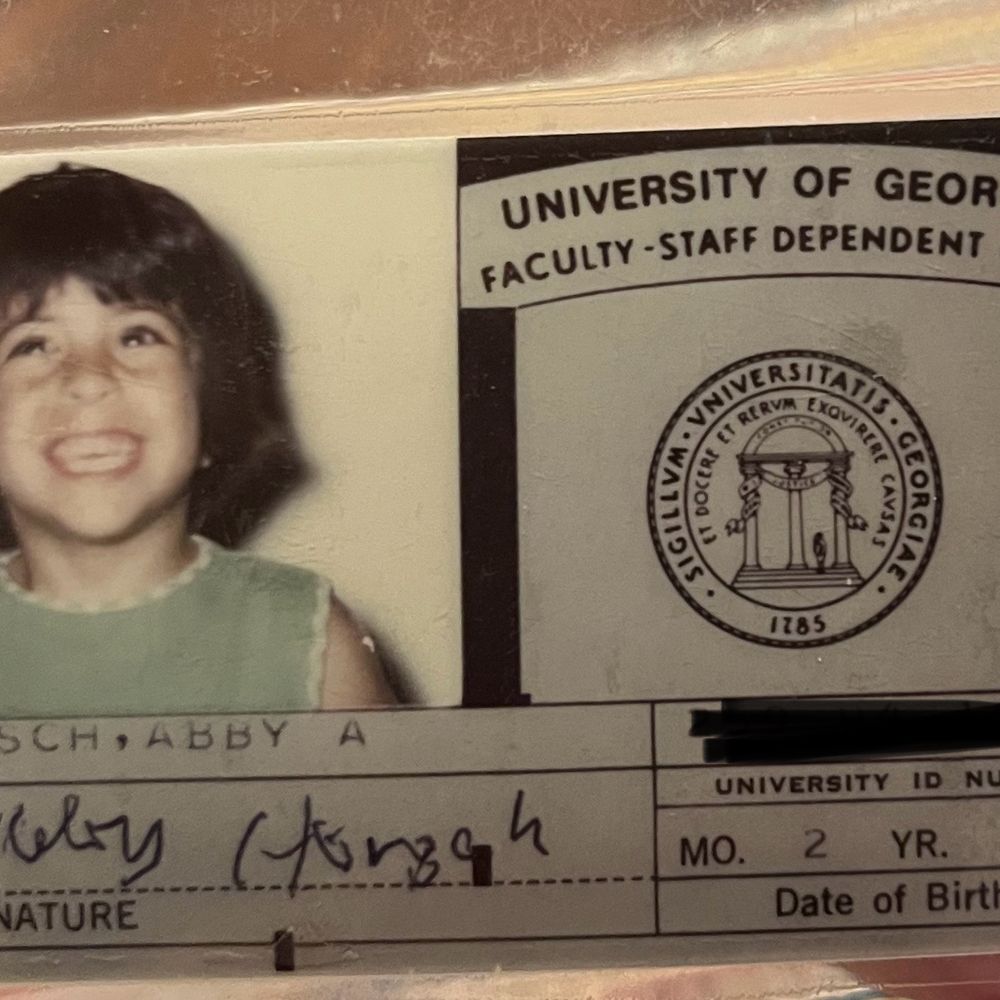 UNIVERSITY OF GEOR
FACULTY-STAFF DEPENDENT
SIGILLVM · VNIVERSITATIS · GEORGIAE ·
ET DOCERE ET RERVM EXQVIRERE CAVSAS
1785
SCH, ABBY A
UNIVERSITY ID NU
MO. 2 YR.
NATURE
Date of Birth